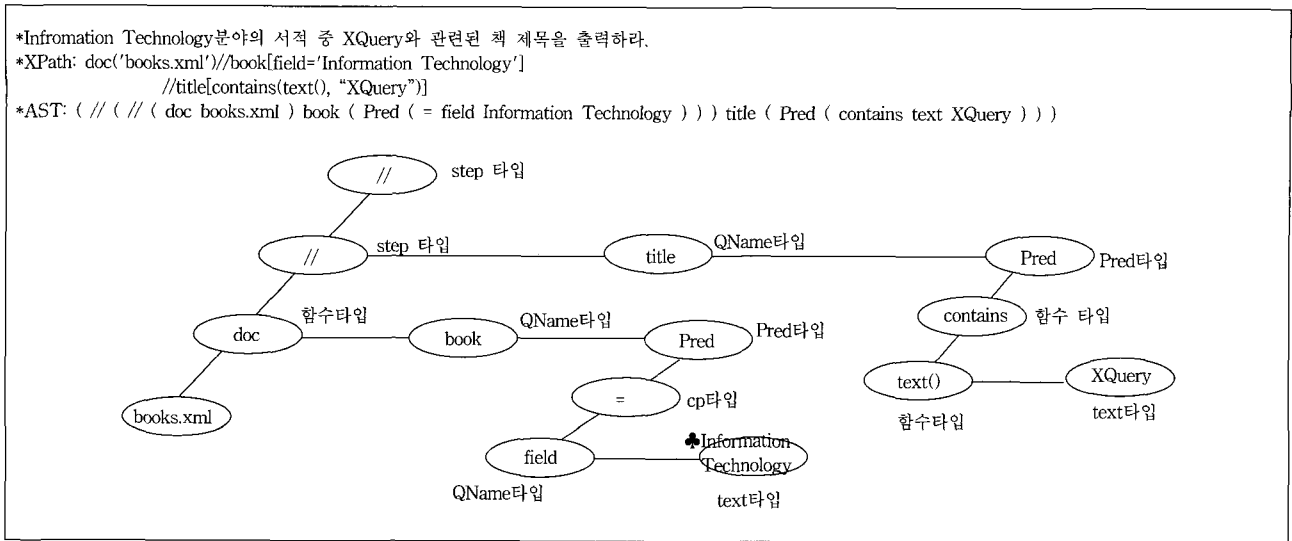 *Infromation Technology분야의 서적 중 XQuery와 관련된 책 제목을 출력하라.
*XPath: doc('books.xml')//book[field='Information Technology']
//title[contains(text(), “XQuery”)]
*AST: ( // ( // ( doc books.xml ) book ( Pred ( = field Information Technology ) ) ) title ( Pred ( contains text XQuery ) ) )
// step 타입
// step 타입 title QName타입 Pred Pred타입
doc 함수타입 book QName타입 Pred Pred타입 contains 함수 타입
books.xml = cp타입 text() XQuery
함수타입 text타입
field ♣Information
Technology
QName타입 text타입